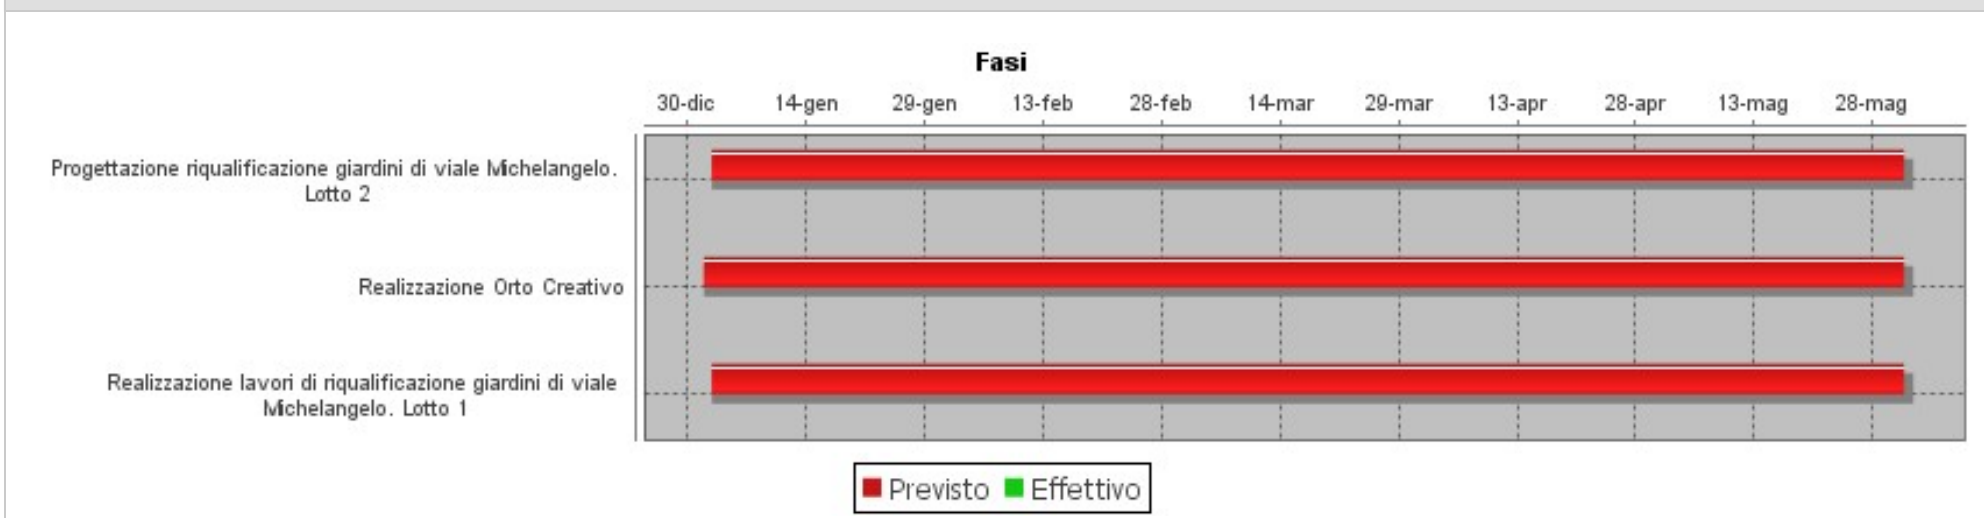 Fasi
30-dic 14-gen 29-gen 13-feb 28-feb 14-mar 29-mar 13-apr 28-apr 13-mag 28-mag
Progettazione riqualificazione giardini di viale Michelangelo.
Lotto 2
Realizzazione Orto Creativo
Realizzazione lavori di riqualificazione giardini di viale
Michelangelo. Lotto 1
Previsto Effettivo